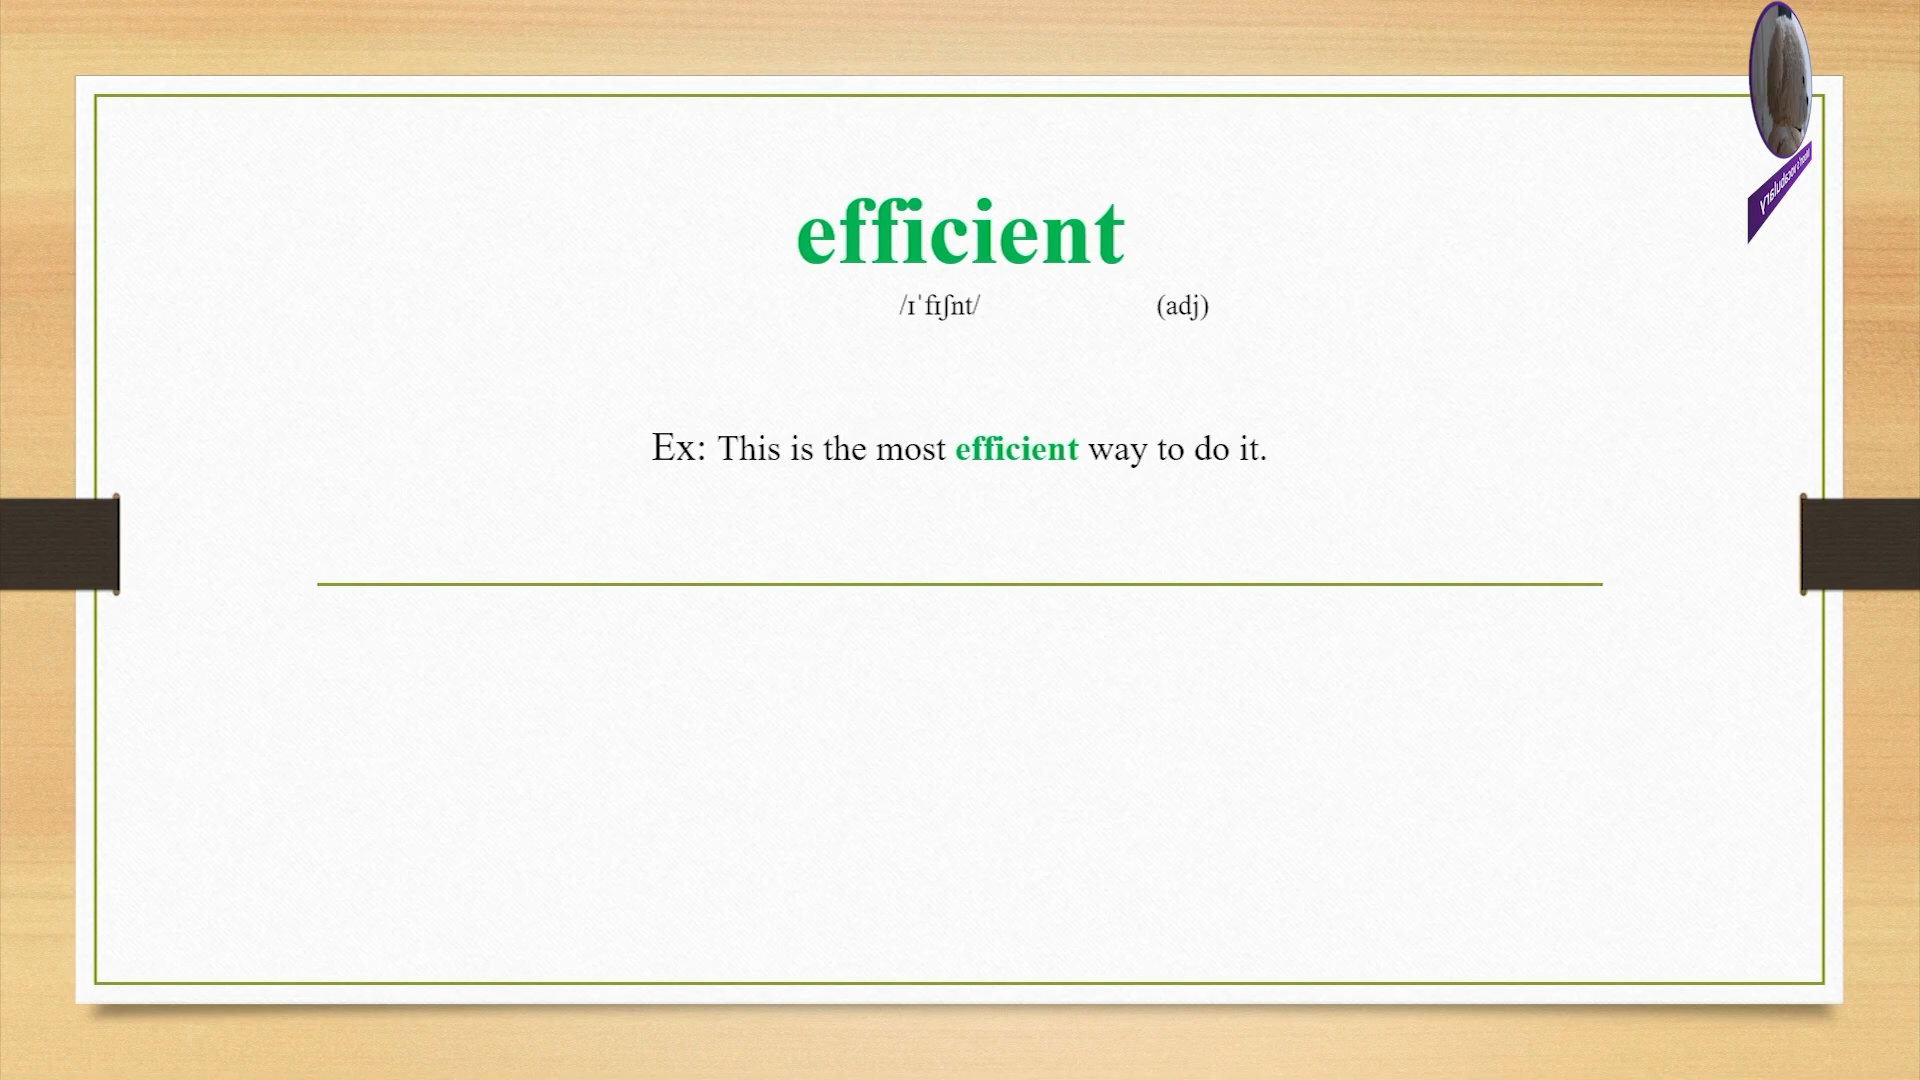 efficient
/ɪˈfɪʃnt/ (adj)
Ex: This is the most efficient way to do it.